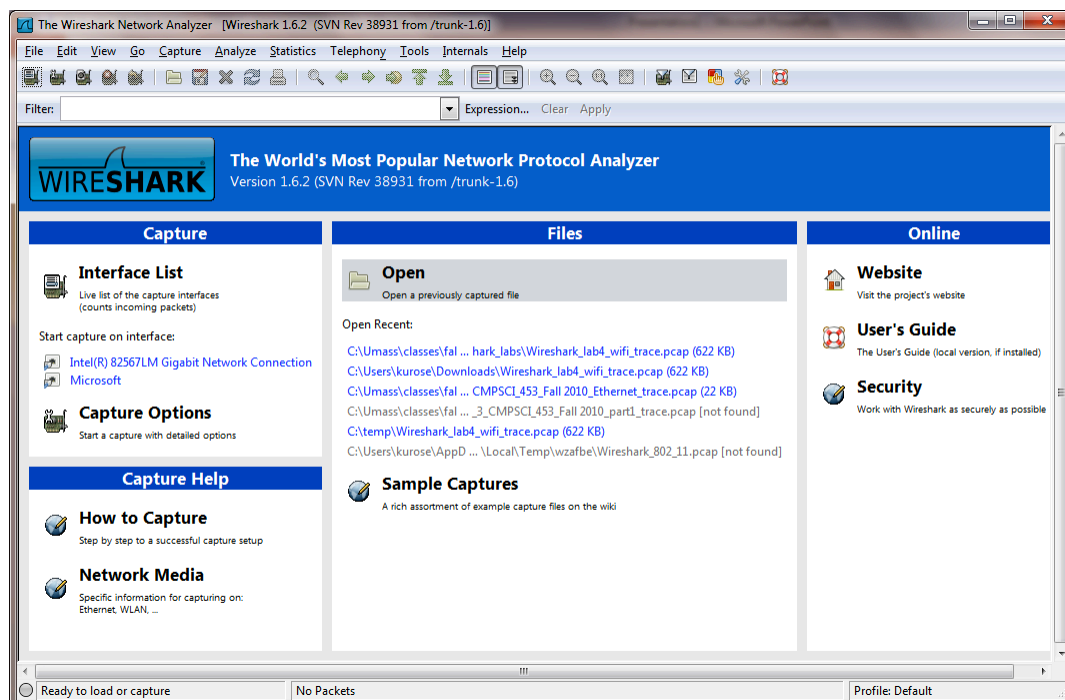 The Wireshark Network Analyzer [Wireshark 1.6.2 (SVN Rev 38931 from /trunk-1.6)]
File Edit View Go Capture Analyze Statistics Telephony Tools Internals Help
Filter: Expression... Clear Apply
WIRESHARK
The World's Most Popular Network Protocol Analyzer
Version 1.6.2 (SVN Rev 38931 from /trunk-1.6)
Capture
Interface List
Live list of the capture interfaces
(counts incoming packets)
Start capture on interface:
Intel(R) 82567LM Gigabit Network Connection
Microsoft
Capture Options
Start a capture with detailed options
Capture Help
How to Capture
Step by step to a successful capture setup
Network Media
Specific information for capturing on:
Ethernet, WLAN, ...
Files
Open
Open a previously captured file
Open Recent:
C:\Umass\classes\fal ... hark_labs\Wireshark_lab4_wifi_trace.pcap (622 KB)
C:\Users\kurose\Downloads\Wireshark_lab4_wifi_trace.pcap (622 KB)
C:\Umass\classes\fal ... CMPSCI_453_Fall 2010_Ethernet_trace.pcap (22 KB)
C:\Umass\classes\fal ... _3_CMPSCI_453_Fall 2010_part1_trace.pcap [not found]
C:\temp\Wireshark_lab4_wifi_trace.pcap (622 KB)
C:\Users\kurose\AppD ... \Local\Temp\wzafbe\Wireshark_802_11.pcap [not found]
Sample Captures
A rich assortment of example capture files on the wiki
Online
Website
Visit the project's website
User's Guide
The User's Guide (local version, if installed)
Security
Work with Wireshark as securely as possible
Ready to load or capture
No Packets
Profile: Default